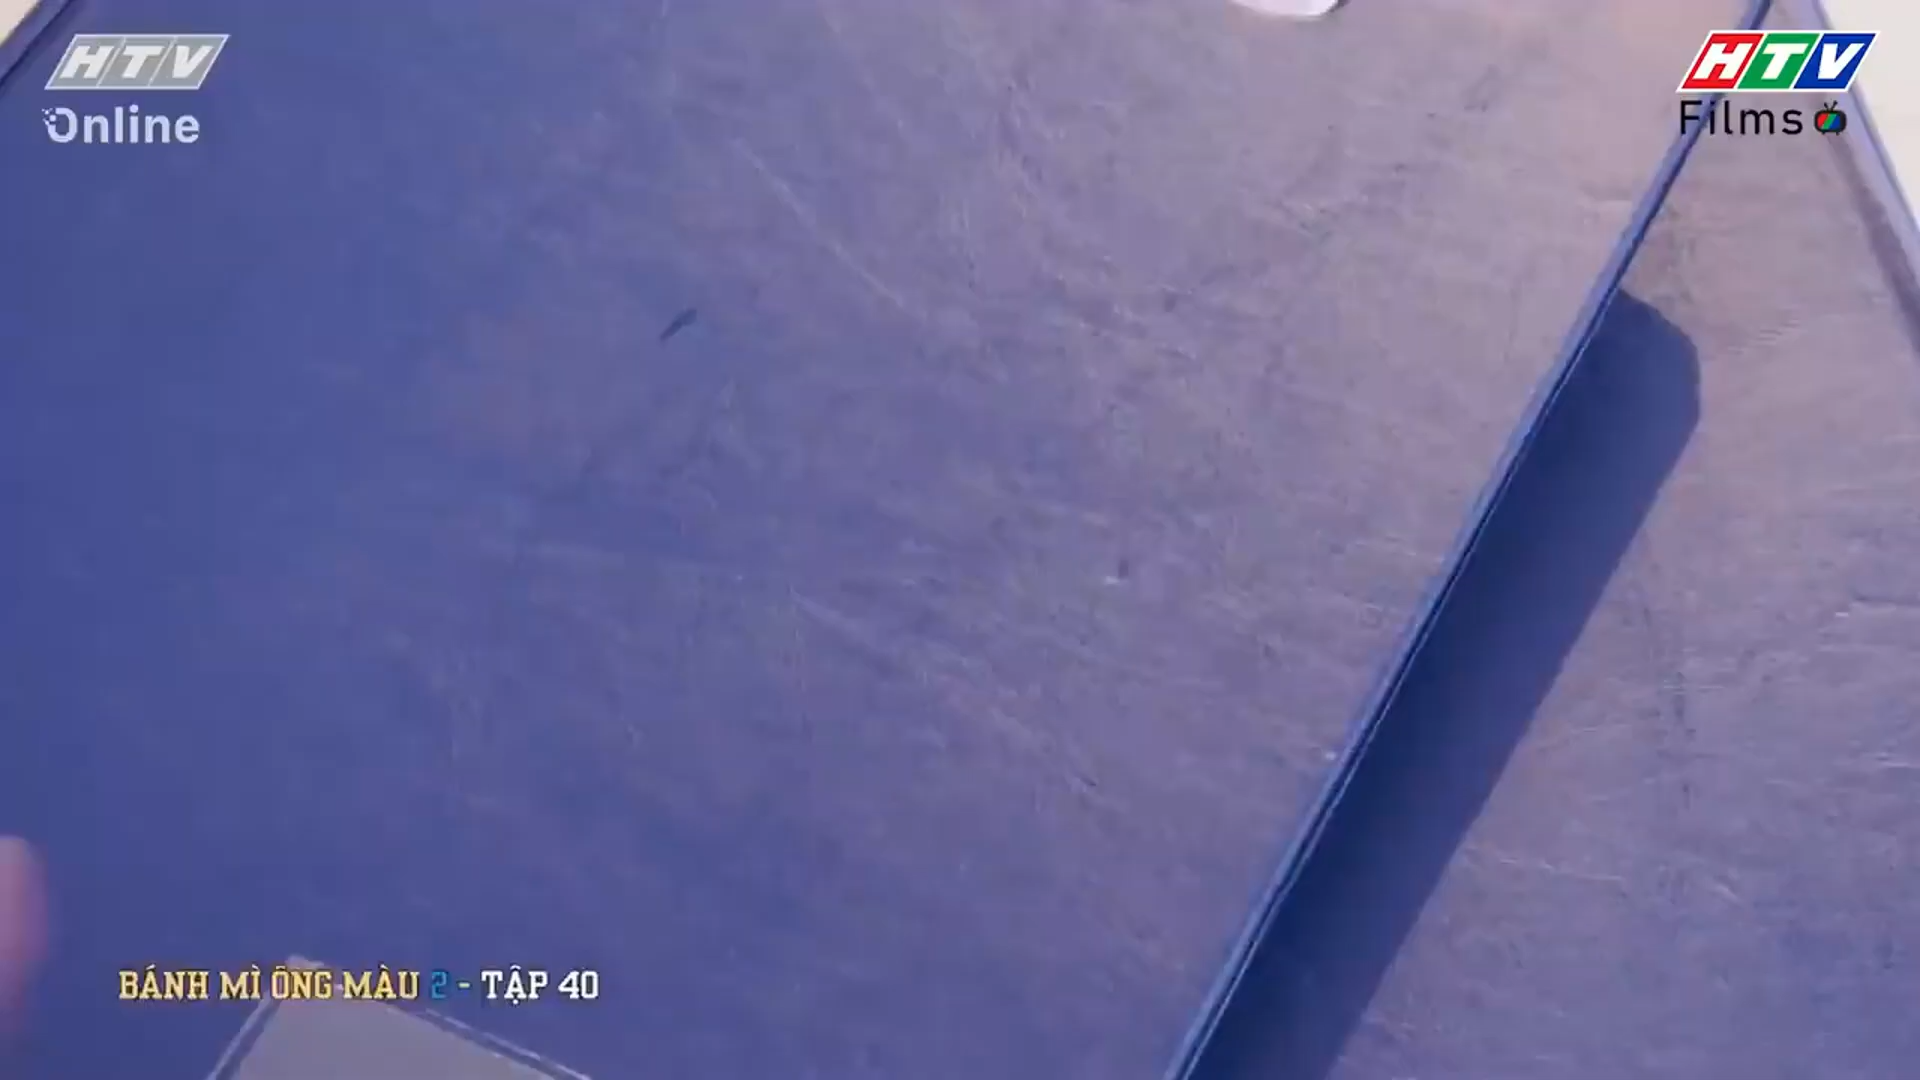 HTV
Online
HTV
Films
BÁNH MÌ ÔNG MÀU 2 - TẬP 40